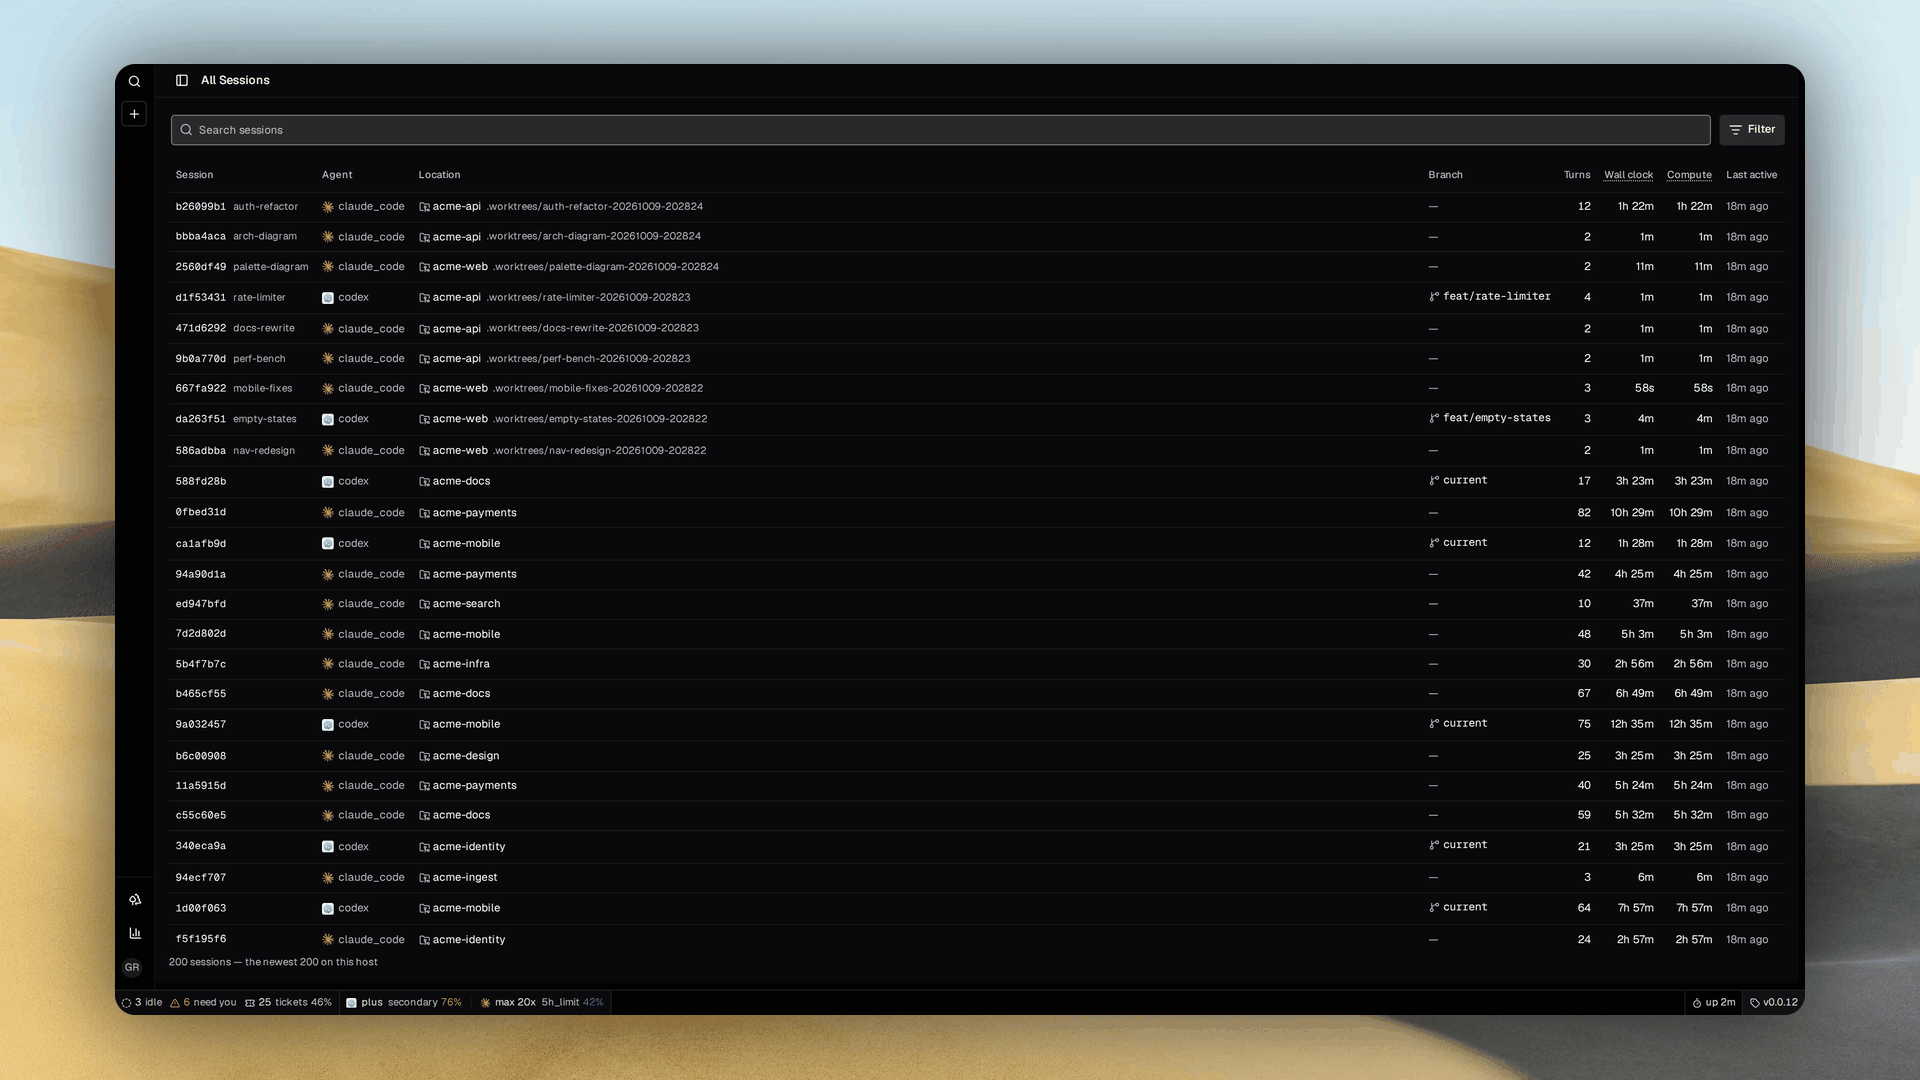 All Sessions
Search sessions
Filter
Session Agent Location Branch Turns Wall clock Compute Last active
b26099b1 auth-refactor claude_code acme-api .worktrees/auth-refactor-20261009-202824 — 12 1h 22m 1h 22m 18m ago
bbba4aca arch-diagram claude_code acme-api .worktrees/arch-diagram-20261009-202824 — 2 1m 1m 18m ago
2560df49 palette-diagram claude_code acme-web .worktrees/palette-diagram-20261009-202824 — 2 11m 11m 18m ago
d1f53431 rate-limiter codex acme-api .worktrees/rate-limiter-20261009-202823 feat/rate-limiter 4 1m 1m 18m ago
471d6292 docs-rewrite claude_code acme-api .worktrees/docs-rewrite-20261009-202823 — 2 1m 1m 18m ago
9b0a770d perf-bench claude_code acme-api .worktrees/perf-bench-20261009-202823 — 2 1m 1m 18m ago
667fa922 mobile-fixes claude_code acme-web .worktrees/mobile-fixes-20261009-202822 — 3 58s 58s 18m ago
da263f51 empty-states codex acme-web .worktrees/empty-states-20261009-202822 feat/empty-states 3 4m 4m 18m ago
586adbba nav-redesign claude_code acme-web .worktrees/nav-redesign-20261009-202822 — 2 1m 1m 18m ago
588fd28b codex acme-docs current 17 3h 23m 3h 23m 18m ago
0fbed31d claude_code acme-payments — 82 10h 29m 10h 29m 18m ago
ca1afb9d codex acme-mobile current 12 1h 28m 1h 28m 18m ago
94a90d1a claude_code acme-payments — 42 4h 25m 4h 25m 18m ago
ed947bfd claude_code acme-search — 10 37m 37m 18m ago
7d2d802d claude_code acme-mobile — 48 5h 3m 5h 3m 18m ago
5b4f7b7c claude_code acme-infra — 30 2h 56m 2h 56m 18m ago
b465cf55 claude_code acme-docs — 67 6h 49m 6h 49m 18m ago
9a032457 codex acme-mobile current 75 12h 35m 12h 35m 18m ago
b6c00908 claude_code acme-design — 25 3h 25m 3h 25m 18m ago
11a5915d claude_code acme-payments — 40 5h 24m 5h 24m 18m ago
c55c60e5 claude_code acme-docs — 59 5h 32m 5h 32m 18m ago
340eca9a codex acme-identity current 21 3h 25m 3h 25m 18m ago
94ecf707 claude_code acme-ingest — 3 6m 6m 18m ago
1d00f063 codex acme-mobile current 64 7h 57m 7h 57m 18m ago
f5f195f6 claude_code acme-identity — 24 2h 57m 2h 57m 18m ago
200 sessions — the newest 200 on this host
GR
3 idle 6 need you 25 tickets 46% plus secondary 76% max 20x 5h_limit 42% up 2m v0.0.12